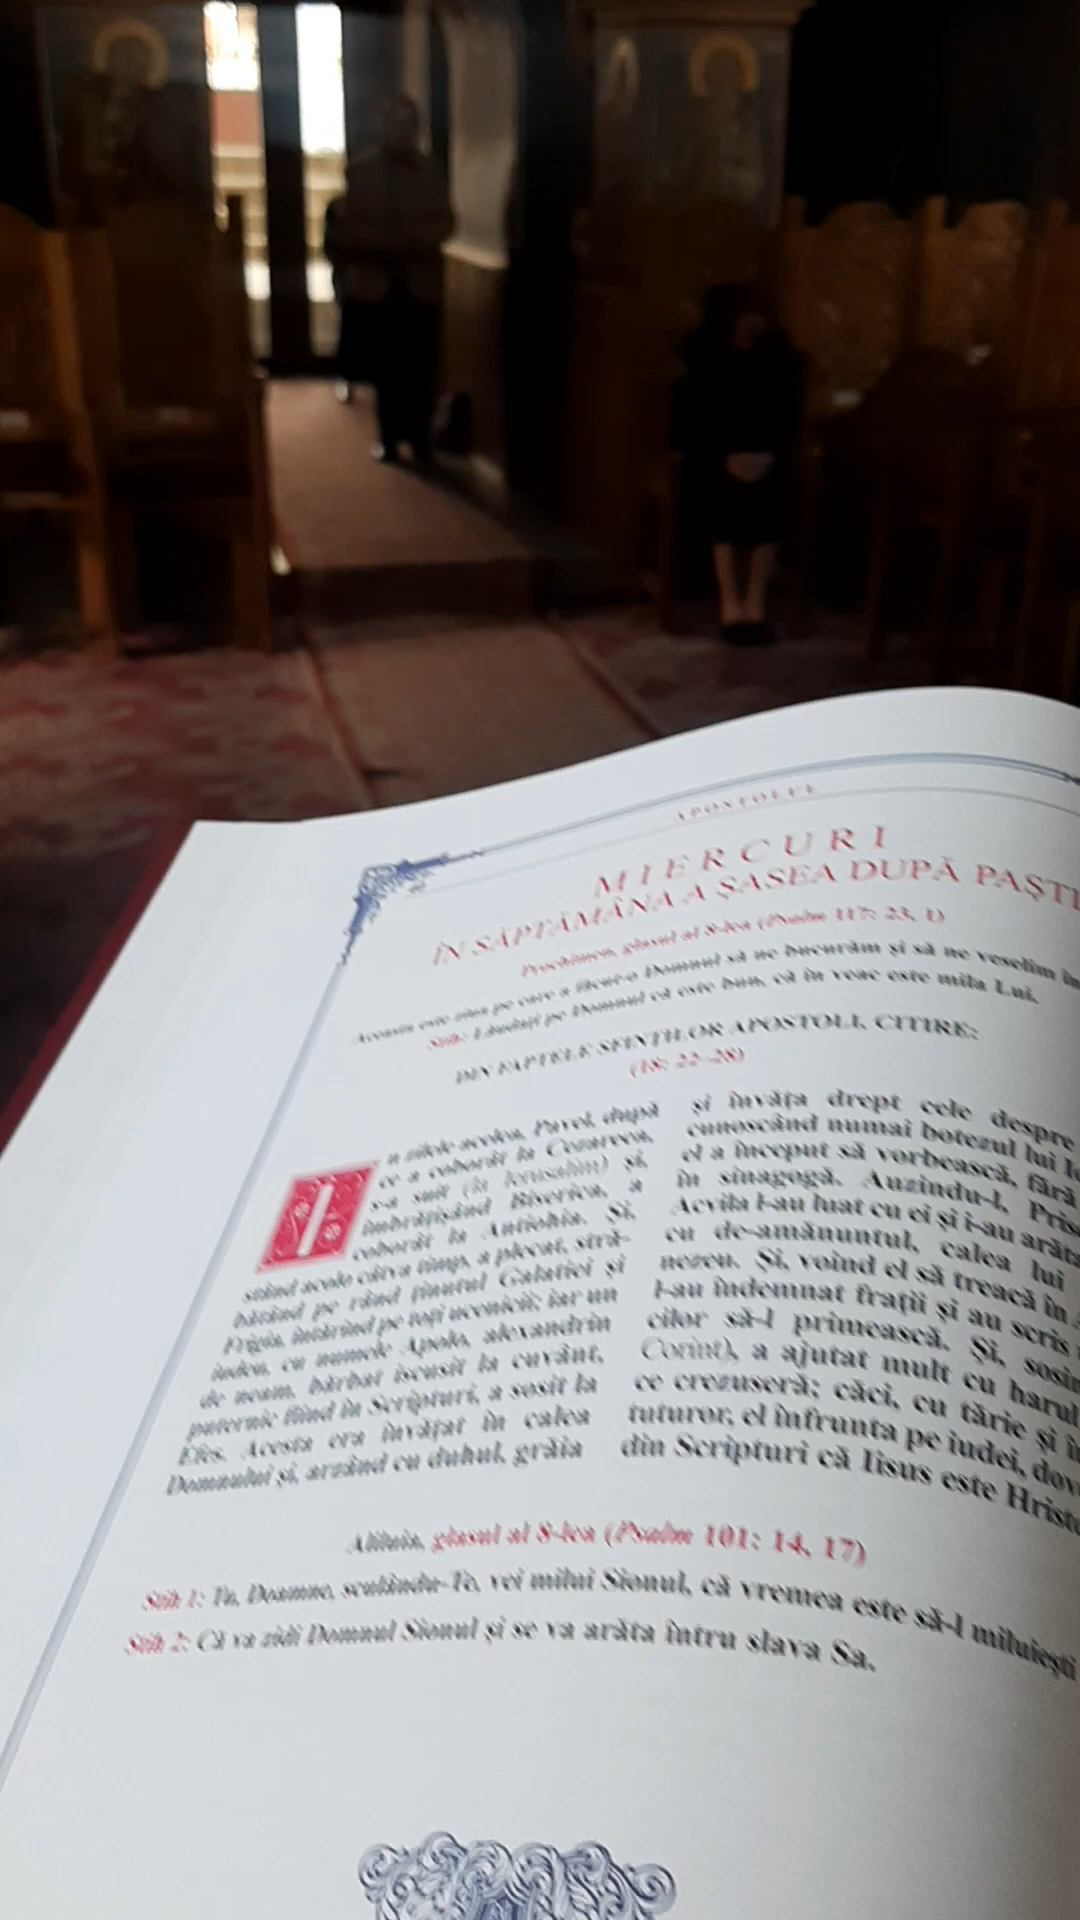 APOSTOLUL
MIERCURI
ÎN SĂPTĂMÂNA A ȘASEA DUPĂ PAȘTI
Prochimen, glasul al 8-lea (Psalm 117: 23, 1)
Aceasta este ziua pe care a făcut-o Domnul să ne bucurăm și să ne veselim în
Stih: Lăudați pe Domnul că este bun, că în veac este mila Lui.
DIN FAPTELE SFINȚILOR APOSTOLI, CITIRE:
(18: 22–28)
În zilele acelea, Pavel, după
ce a coborât la Cezareea,
s-a suit (la Ierusalim) și,
îmbrățișând Biserica, a
coborât la Antiohia. Și,
stând acolo câtva timp, a plecat, stră-
bătând pe rând ținutul Galatiei și
Frigia, întărind pe toți ucenicii; iar un
iudeu, cu numele Apolo, alexandrin
de neam, bărbat iscusit la cuvânt,
puternic fiind în Scripturi, a sosit la
Efes. Acesta era învățat în calea
Domnului și, arzând cu duhul, grăia
și învăța drept cele despre
cunoscând numai botezul lui
el a început să vorbească, fără
în sinagogă. Auzindu-l,
Acvila l-au luat cu ei și i-au
cu de-amănuntul, calea lui
nezeu. Și, voind el să treacă în
l-au îndemnat frații și au scris
cilor să-l primească. Și,
Corint), a ajutat mult cu harul
ce crezuseră; căci, cu tărie și
tuturor, el înfrunta pe iudei,
din Scripturi că Iisus este
Aliluia, glasul al 8-lea (Psalm 101: 14, 17)
Stih 1: Tu, Doamne, sculându-Te, vei milui Sionul, că vremea este să-l miluiești
Stih 2: Că va zidi Domnul Sionul și se va arăta întru slava Sa.